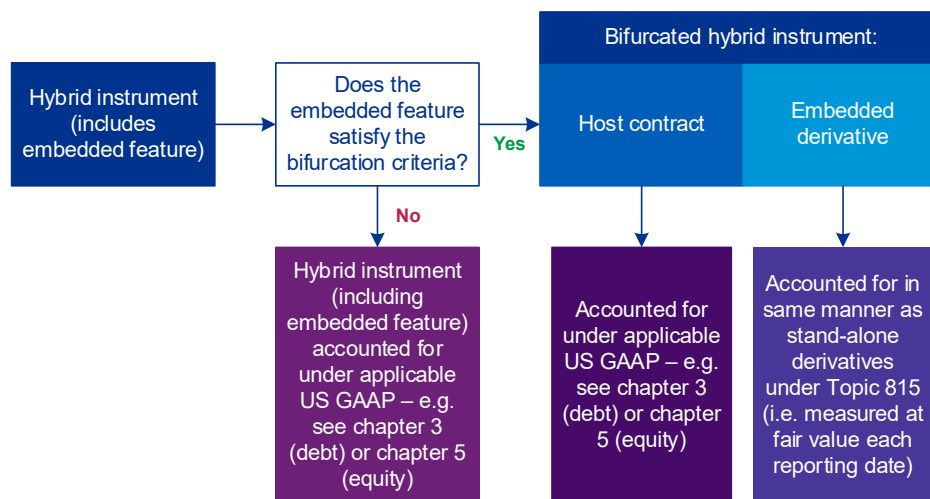 Hybrid instrument
(includes
embedded feature)
Does the
embedded feature
satisfy the
bifurcation criteria?
Yes
No
Bifurcated hybrid instrument:
Host contract
Embedded
derivative
Hybrid instrument
(including
embedded feature)
accounted for
under applicable
US GAAP – e.g.
see chapter 3
(debt) or chapter 5
(equity)
Accounted for
under applicable
US GAAP – e.g.
see chapter 3
(debt) or chapter
5 (equity)
Accounted for in
same manner as
stand-alone
derivatives
under Topic 815
(i.e. measured at
fair value each
reporting date)